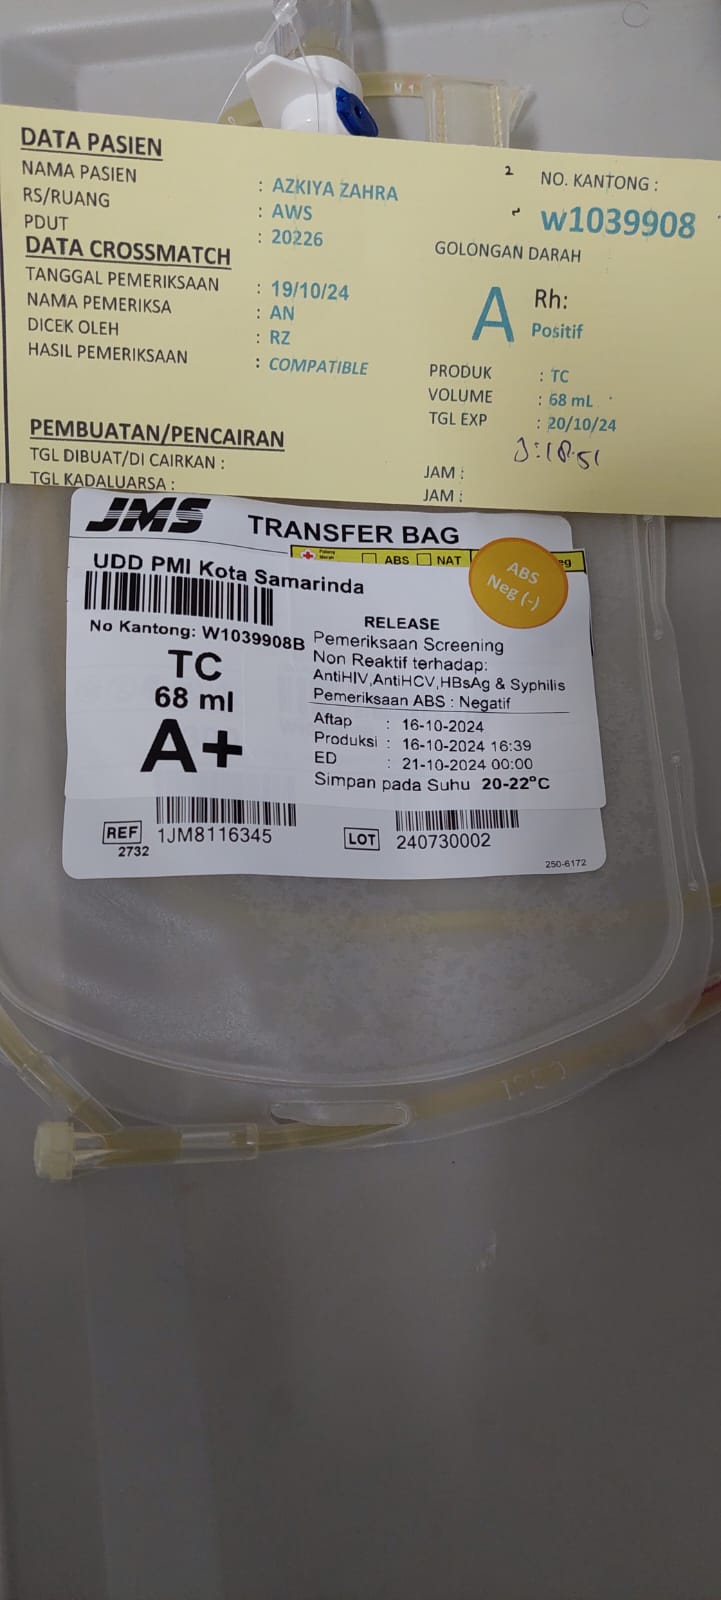 DATA PASIEN
NAMA PASIEN : AZKIYA ZAHRA
RS/RUANG : AWS
PDUT : 20226
2 NO. KANTONG :
w1039908
GOLONGAN DARAH
A Rh:
Positif
DATA CROSSMATCH
TANGGAL PEMERIKSAAN : 19/10/24
NAMA PEMERIKSA : AN
DICEK OLEH : RZ
HASIL PEMERIKSAAN : COMPATIBLE
PRODUK : TC
VOLUME : 68 mL
TGL EXP : 20/10/24
J:18.51
PEMBUATAN/PENCAIRAN
TGL DIBUAT/DI CAIRKAN : JAM :
TGL KADALUARSA : JAM :
JMS TRANSFER BAG
Palang Merah ABS NAT eg
ABS
Neg (-)
UDD PMI Kota Samarinda
No Kantong: W1039908B
TC
68 ml
A+
RELEASE
Pemeriksaan Screening
Non Reaktif terhadap:
AntiHIV,AntiHCV,HBsAg & Syphilis
Pemeriksaan ABS : Negatif
Aftap : 16-10-2024
Produksi : 16-10-2024 16:39
ED : 21-10-2024 00:00
Simpan pada Suhu 20-22°C
REF 1JM8116345
2732
LOT 240730002
250-6172